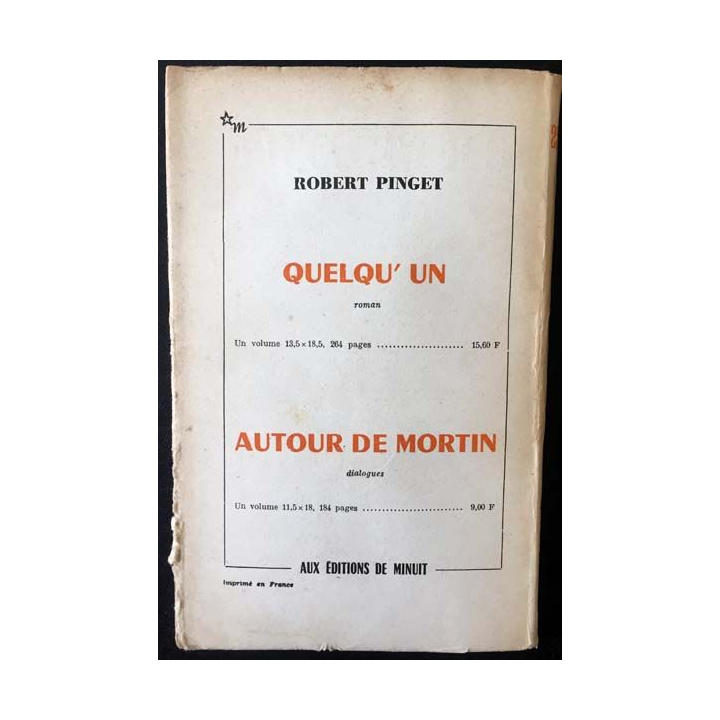 m
ROBERT PINGET
QUELQU' UN
roman
Un volume 13,5 × 18,5, 264 pages ...................... 15,60 F
AUTOUR DE MORTIN
dialogues
Un volume 11,5 × 18, 184 pages .......................... 9,00 F
AUX ÉDITIONS DE MINUIT
Imprimé en France